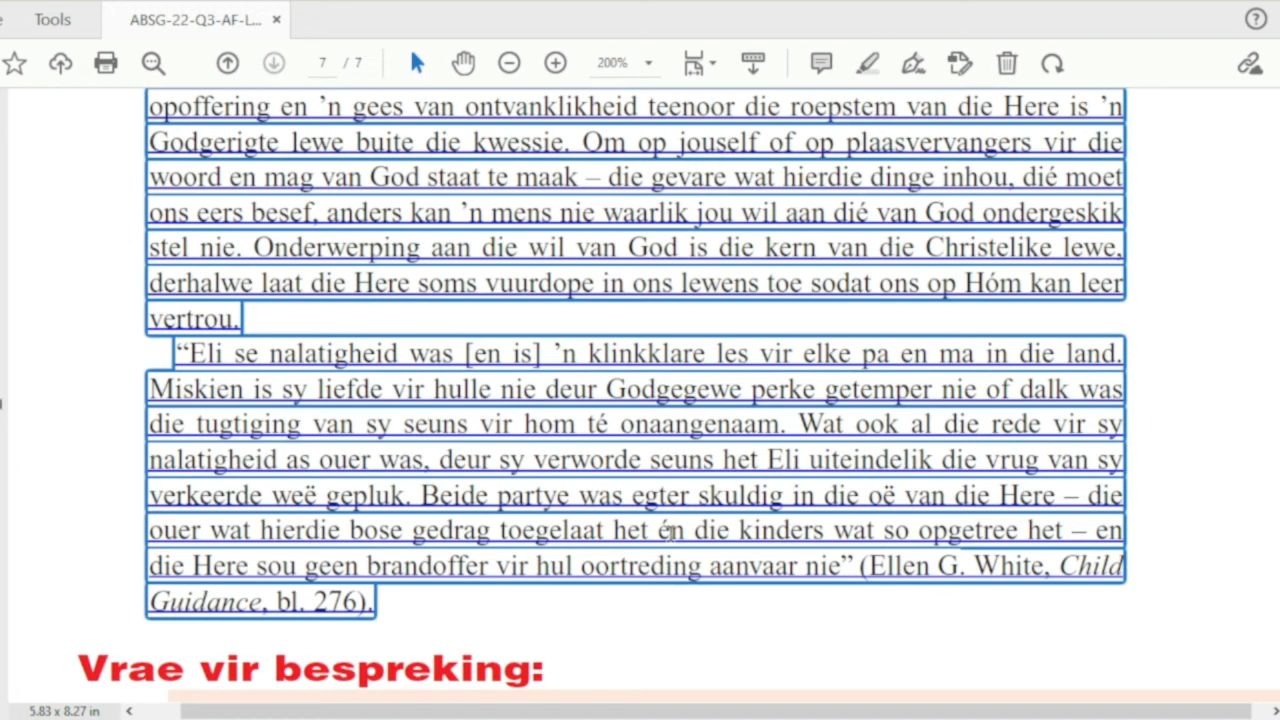 Tools
ABSG-22-Q3-AF-L... ×
7 / 7
200%
opoffering en ’n gees van ontvanklikheid teenoor die roepstem van die Here is ’n
Godgerigte lewe buite die kwessie. Om op jouself of op plaasvervangers vir die
woord en mag van God staat te maak – die gevare wat hierdie dinge inhou, dié moet
ons eers besef, anders kan ’n mens nie waarlik jou wil aan dié van God ondergeskik
stel nie. Onderwerping aan die wil van God is die kern van die Christelike lewe,
derhalwe laat die Here soms vuurdope in ons lewens toe sodat ons op Hóm kan leer
vertrou.
“Eli se nalatigheid was [en is] ’n klinkklare les vir elke pa en ma in die land.
Miskien is sy liefde vir hulle nie deur Godgegewe perke getemper nie of dalk was
die tugtiging van sy seuns vir hom té onaangenaam. Wat ook al die rede vir sy
nalatigheid as ouer was, deur sy verworde seuns het Eli uiteindelik die vrug van sy
verkeerde weë gepluk. Beide partye was egter skuldig in die oë van die Here – die
ouer wat hierdie bose gedrag toegelaat het én die kinders wat so opgetree het – en
die Here sou geen brandoffer vir hul oortreding aanvaar nie” (Ellen G. White, Child
Guidance, bl. 276).
Vrae vir bespreking:
5.83 x 8.27 in